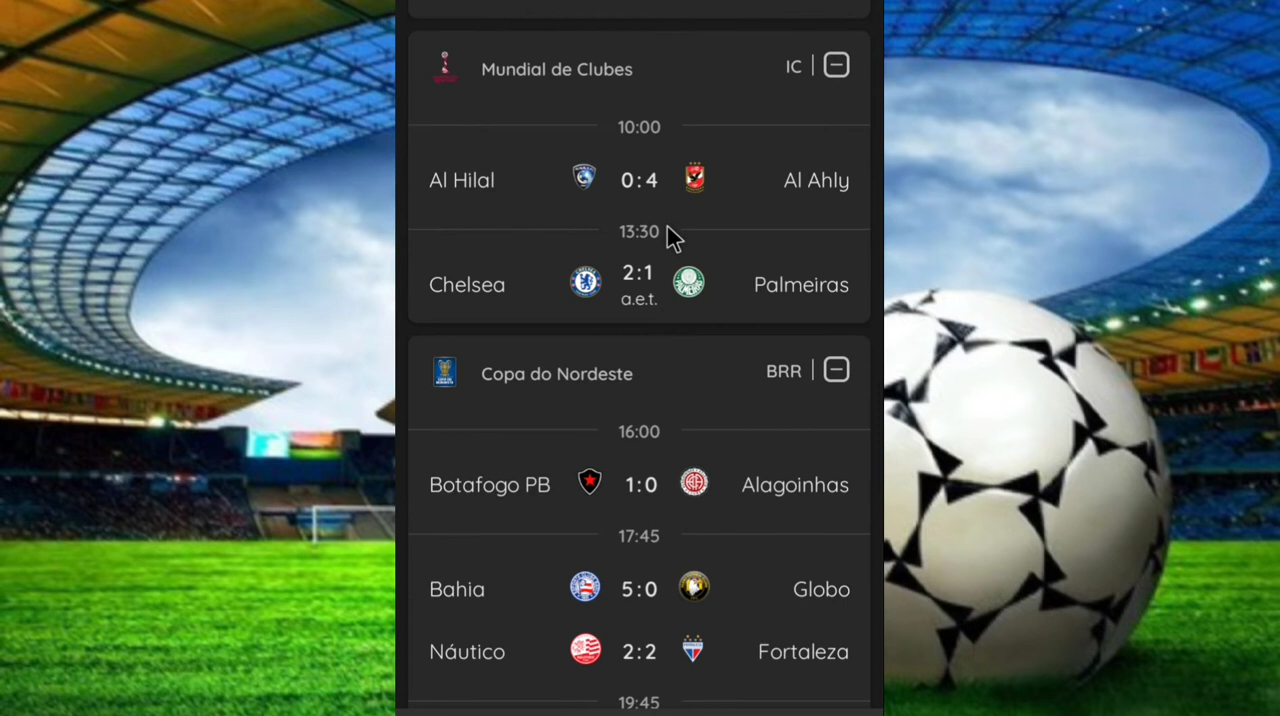 Mundial de Clubes IC
10:00
Al Hilal 0:4 Al Ahly
13:30
Chelsea 2:1 Palmeiras
a.e.t.
Copa do Nordeste BRR
16:00
Botafogo PB 1:0 Alagoinhas
17:45
Bahia 5:0 Globo
Náutico 2:2 Fortaleza
19:45